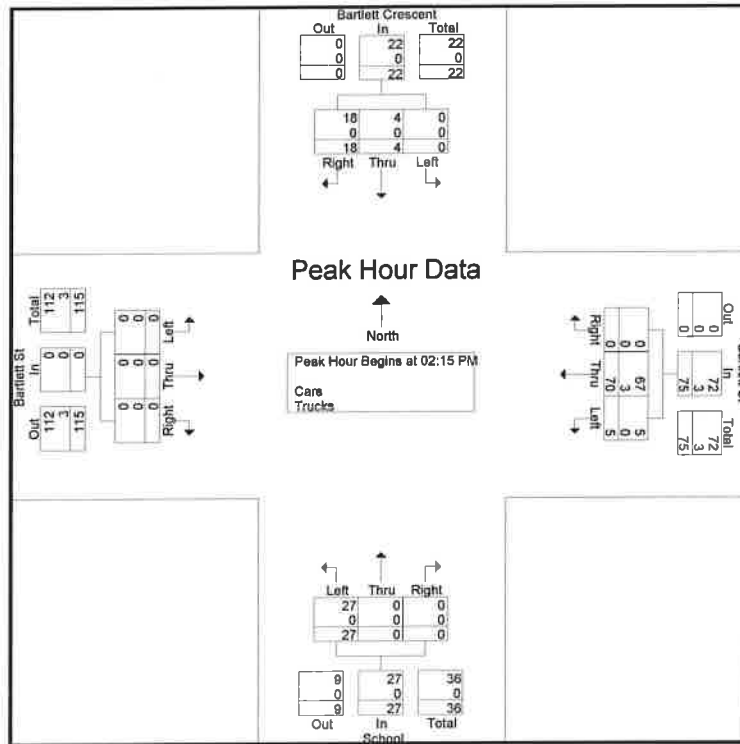 Bartlett Crescent
Out In Total
0 22 22
0 0 0
0 22 22
18 4 0
0 0 0
18 4 0
Right Thru Left
Peak Hour Data
North
Peak Hour Begins at 02:15 PM
Cars
Trucks
Bartlett St
Out In Total
112 0 112
3 0 3
115 0 115
Left Thru Right
0 0 0
0 0 0
0 0 0
Right Thru Left
0 67 5
0 3 0
0 70 5
Out In Total
0 72 72
0 3 3
0 75 75
Left Thru Right
27 0 0
0 0 0
27 0 0
9 27 36
0 0 0
9 27 36
Out In Total
School